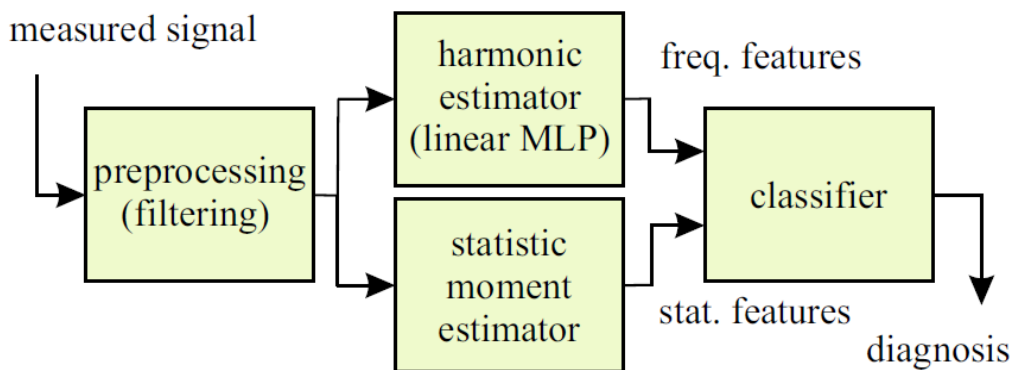 measured signal
preprocessing
(filtering)
harmonic
estimator
(linear MLP)
statistic
moment
estimator
freq. features
stat. features
classifier
diagnosis